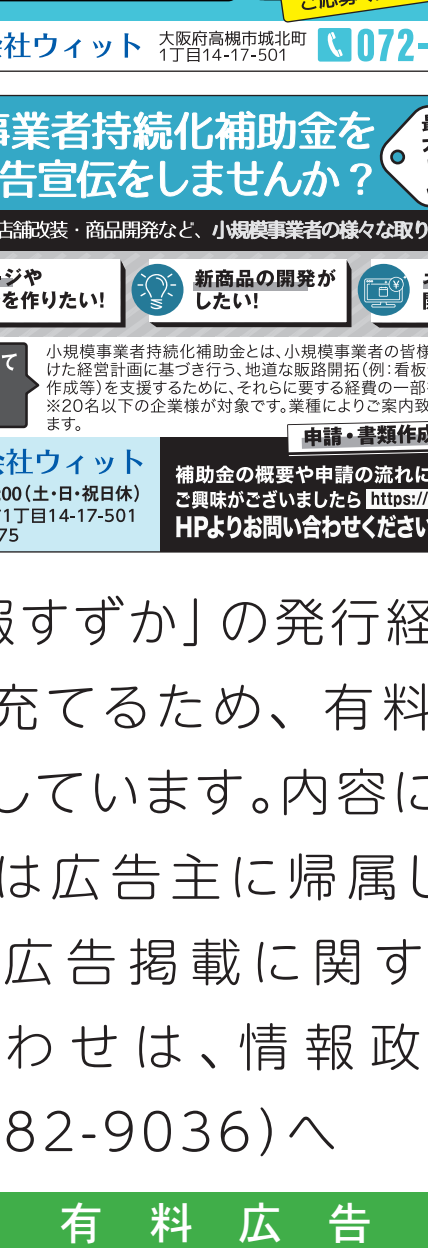 ご応募
会社ウィット 大阪府高槻市城北町 072-
1丁目14-17-501
事業者持続化補助金を
告宣伝をしませんか？
店舗改装・商品開発など、小規模事業者の様々な取り
ジや
を作りたい!
新商品の開発が
したい!
て
小規模事業者持続化補助金とは、小規模事業者の皆様
けた経営計画に基づき行う、地道な販路開拓(例:看板
作成等)を支援するために、それらに要する経費の一部
※20名以下の企業様が対象です。業種によりご案内致
ます。
申請・書類作成
会社ウィット
:00(土・日・祝日休)
1丁目14-17-501
75
補助金の概要や申請の流れに
ご興味がございましたら https://
HPよりお問い合わせください
報すずか」の発行経
充てるため、有料
しています。内容に
は広告主に帰属し
広告掲載に関す
わせは、情報政
82-9036)へ
有料広告